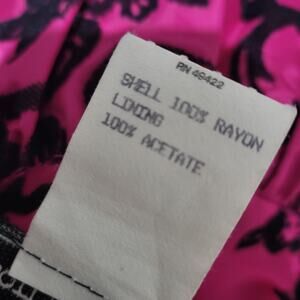 RN 46422
SHELL 100% RAYON
LINING
100% ACETATE